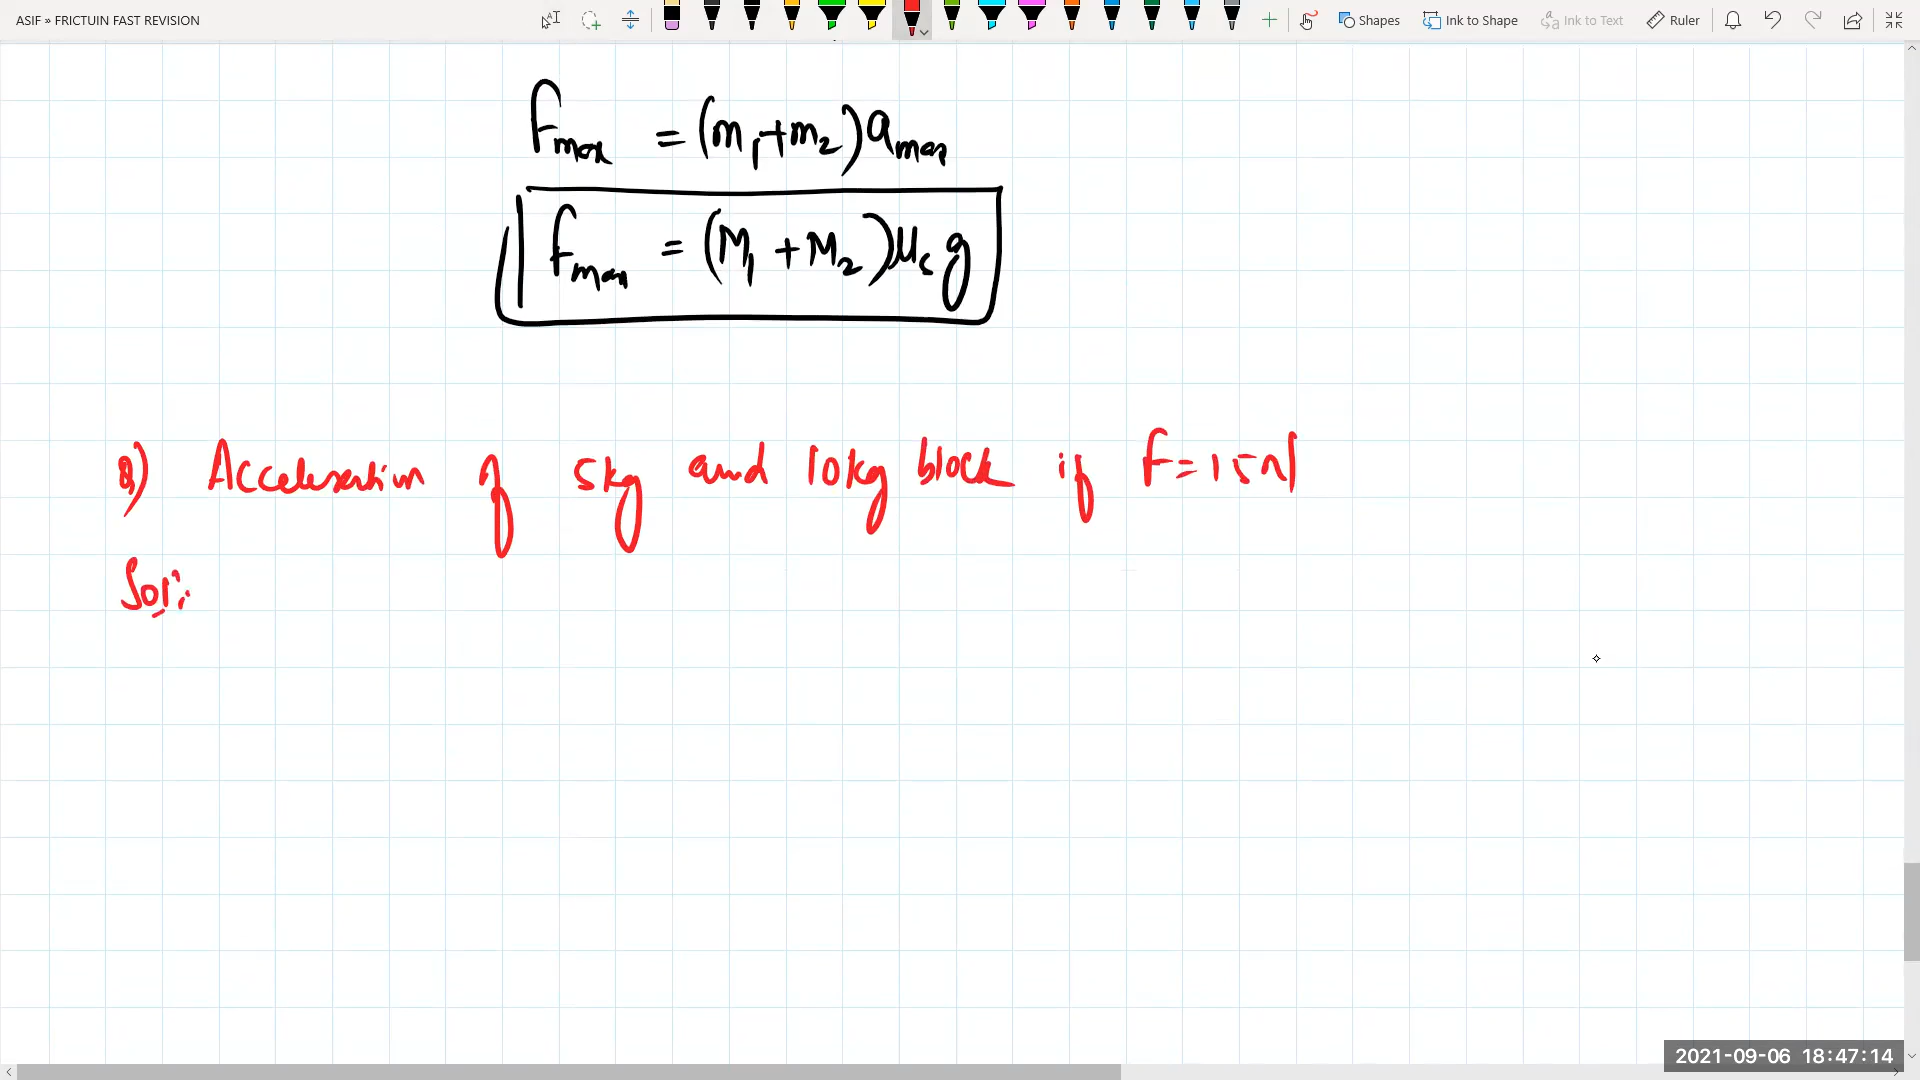 ASIF » FRICTUIN FAST REVISION
Shapes Ink to Shape Ink to Text Ruler
Fmax = (m₁+m₂)amax
Fmax = (M₁+M₂)μₛg
Q) Acceleration of 5kg and 10kg block if F=15N
Sol:
2021-09-06 18:47:14